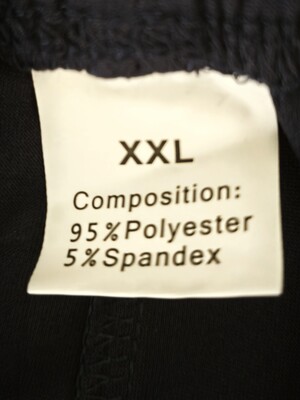 XXL
Composition:
95%Polyester
5%Spandex